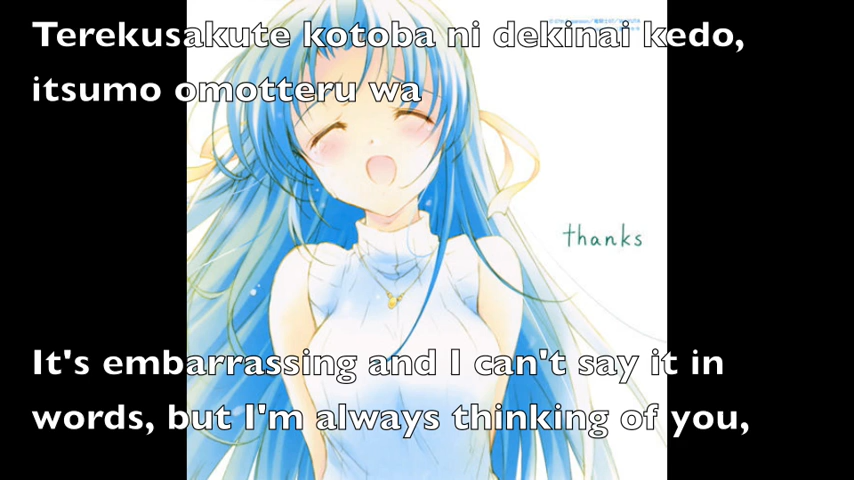 Terekusakute kotoba ni dekinai kedo,
itsumo omotteru wa
thanks
It's embarrassing and I can't say it in
words, but I'm always thinking of you,